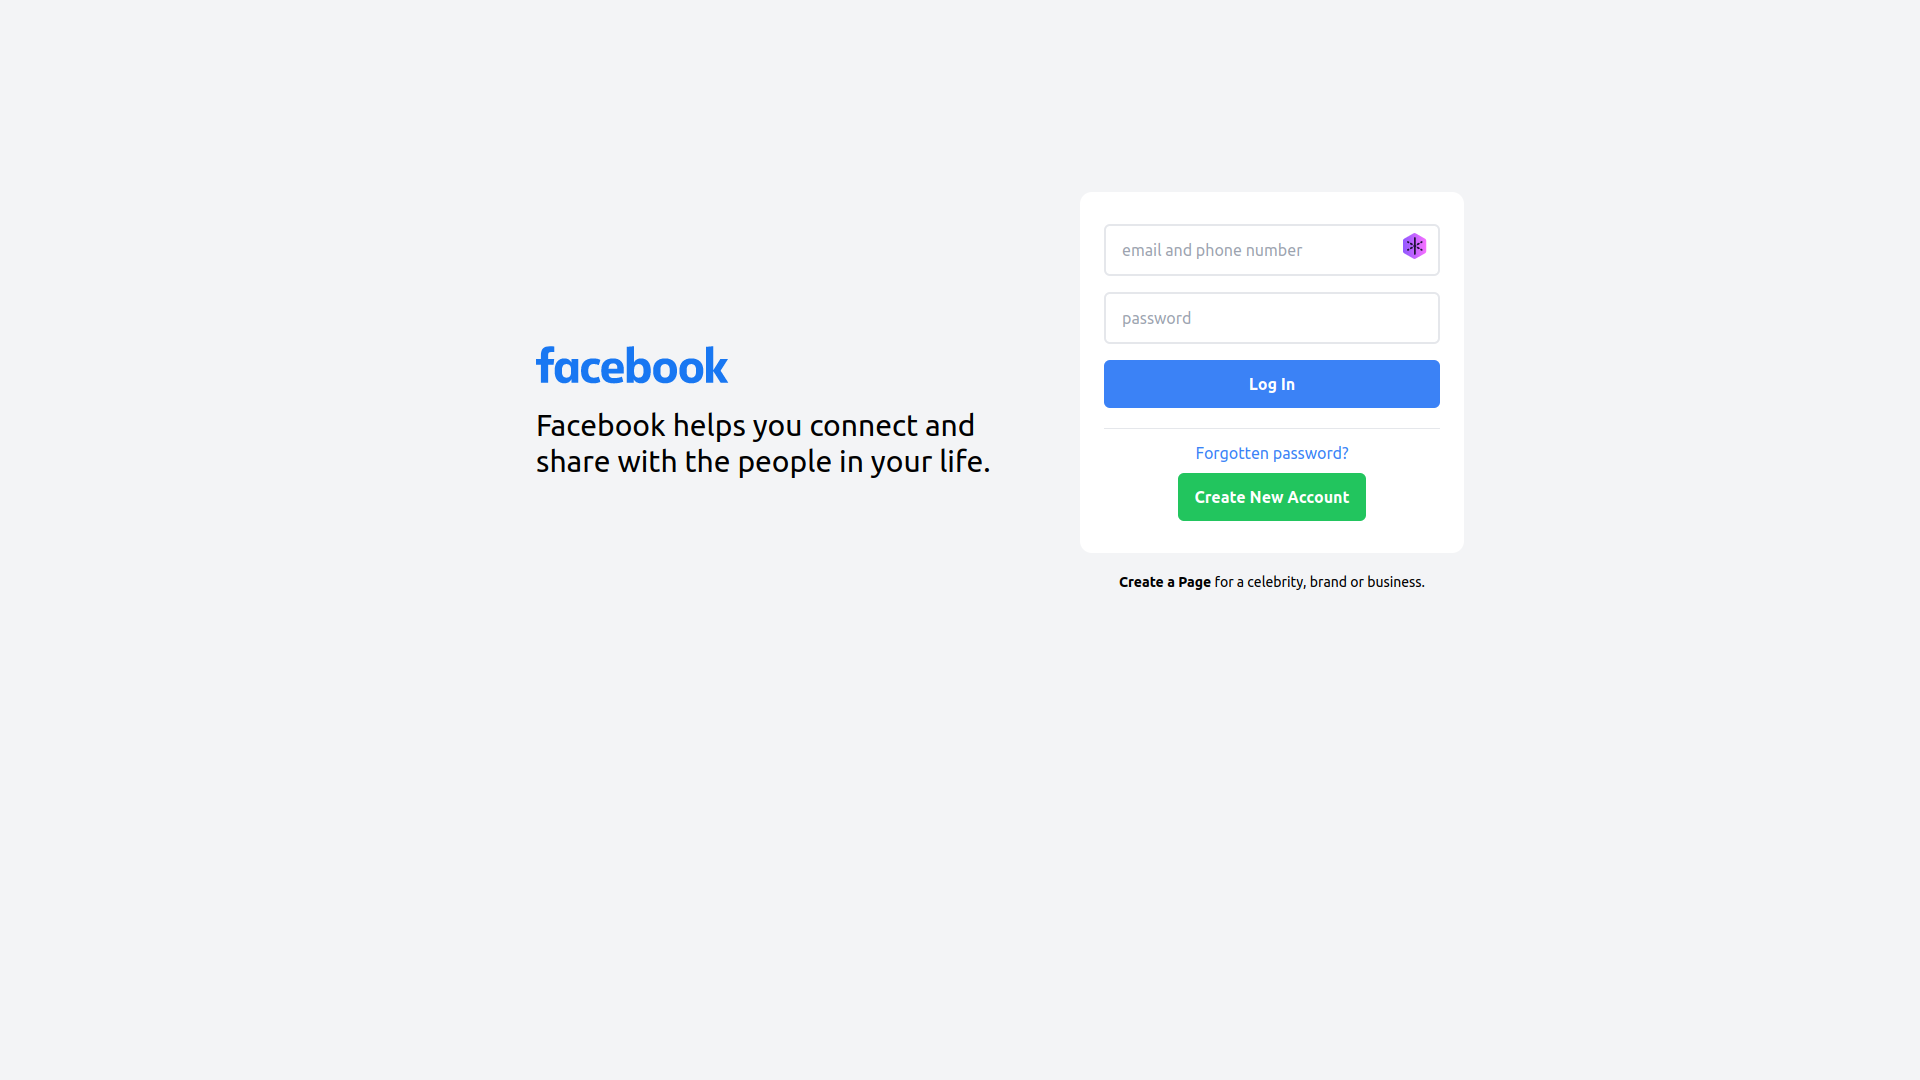 facebook
Facebook helps you connect and
share with the people in your life.
email and phone number
password
Log In
Forgotten password?
Create New Account
Create a Page for a celebrity, brand or business.